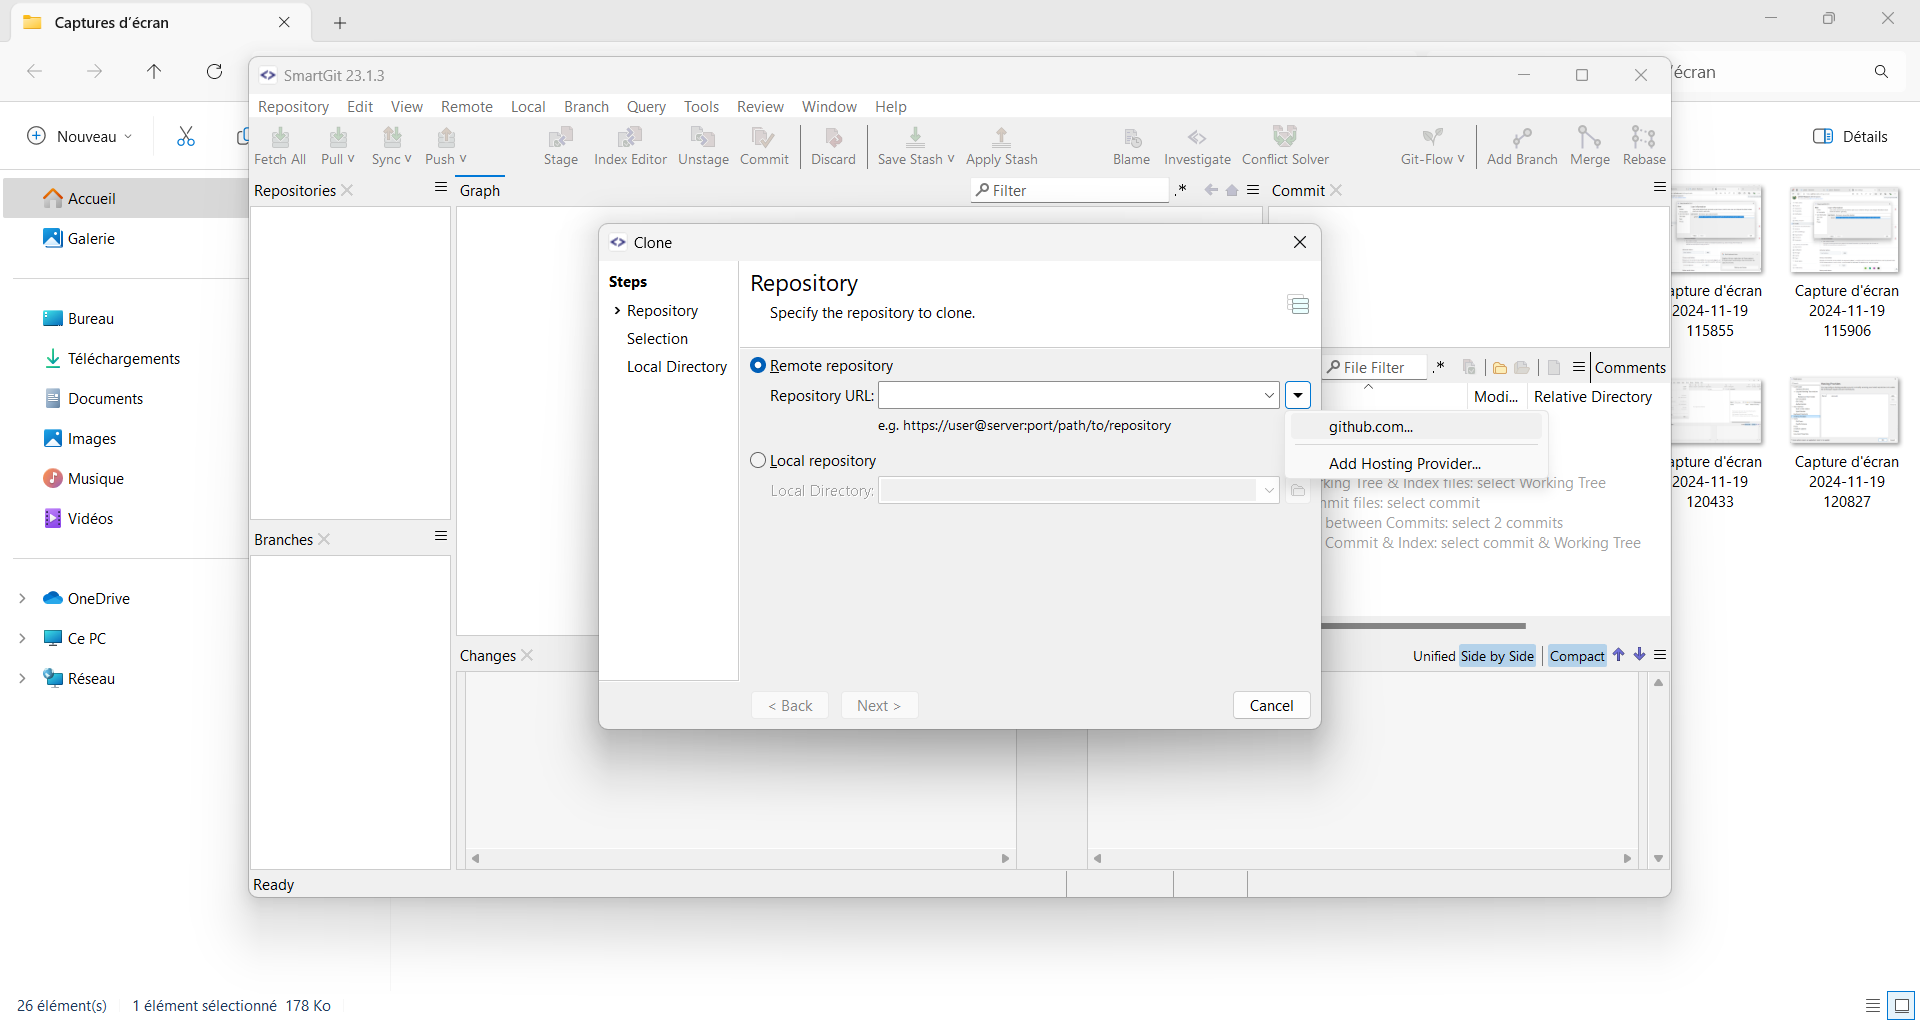 Captures d'écran
écran
SmartGit 23.1.3
Repository Edit View Remote Local Branch Query Tools Review Window Help
Nouveau
Détails
Fetch All Pull Sync Push Stage Index Editor Unstage Commit Discard Save Stash Apply Stash Blame Investigate Conflict Solver Git-Flow Add Branch Merge Rebase
Repositories
Graph
Filter
.*
Commit
Accueil
Galerie
Bureau
Téléchargements
Documents
Images
Musique
Vidéos
OneDrive
Ce PC
Réseau
Clone
Steps
Repository
Selection
Local Directory
Repository
Specify the repository to clone.
Remote repository
Repository URL:
e.g. https://user@server:port/path/to/repository
Local repository
Local Directory:
< Back
Next >
Cancel
github.com...
Add Hosting Provider...
File Filter
.*
Comments
Modi...
Relative Directory
king Tree & Index files: select Working Tree
mit files: select commit
between Commits: select 2 commits
Commit & Index: select commit & Working Tree
Branches
Changes
Unified Side by Side Compact
Ready
apture d'écran
2024-11-19
115855
Capture d'écran
2024-11-19
115906
apture d'écran
2024-11-19
120433
Capture d'écran
2024-11-19
120827
26 élément(s) 1 élément sélectionné 178 Ko